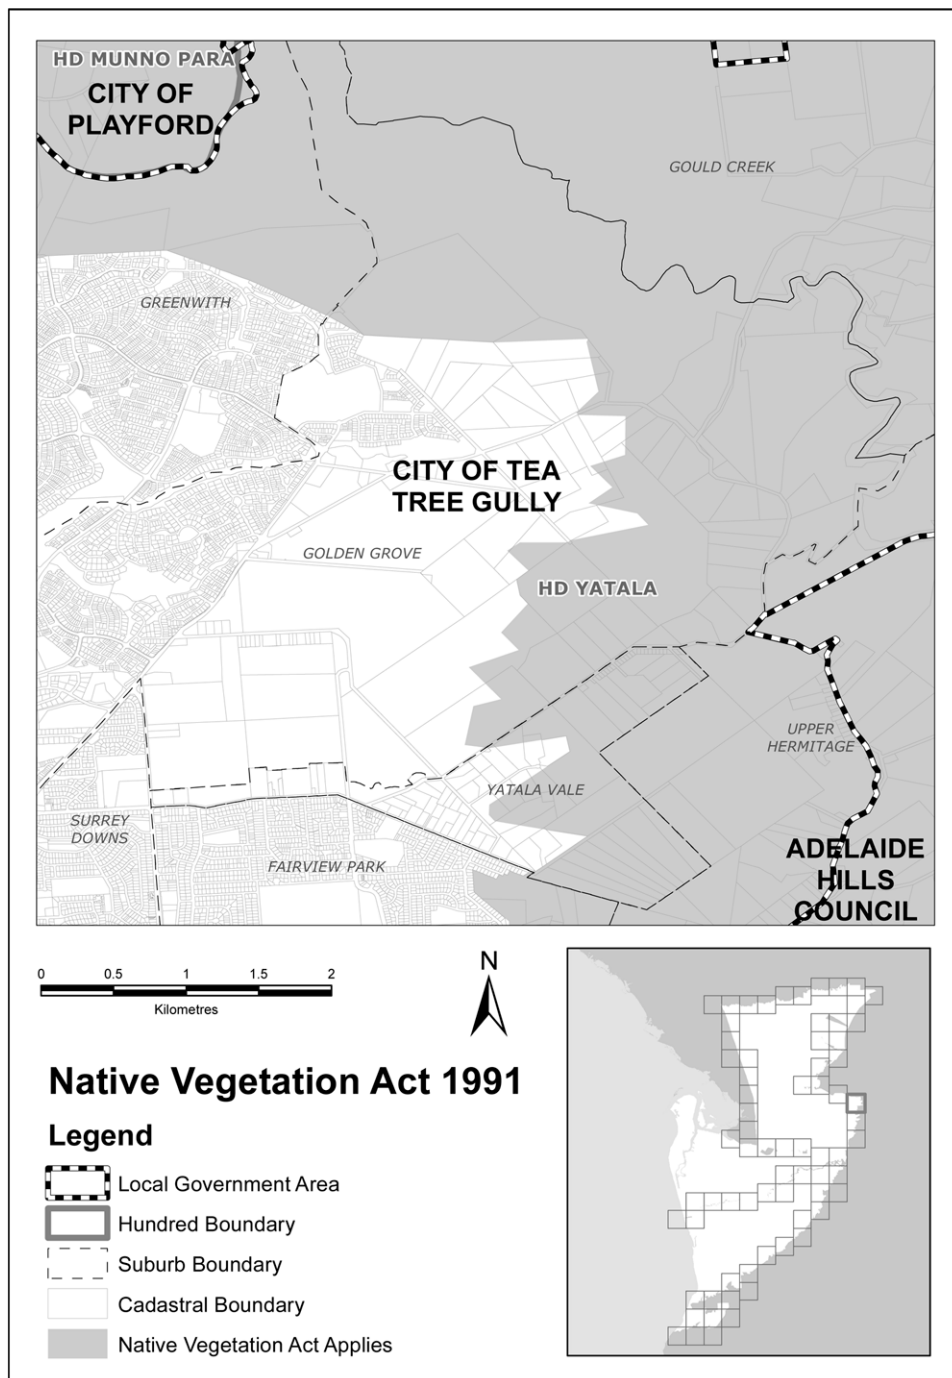 HD MUNNO PARA
CITY OF
PLAYFORD
GOULD CREEK
GREENWITH
CITY OF TEA
TREE GULLY
GOLDEN GROVE
HD YATALA
UPPER
HERMITAGE
YATALA VALE
SURREY
DOWNS
FAIRVIEW PARK
ADELAIDE
HILLS
COUNCIL
0 0.5 1 1.5 2
Kilometres
N
Native Vegetation Act 1991
Legend
Local Government Area
Hundred Boundary
Suburb Boundary
Cadastral Boundary
Native Vegetation Act Applies